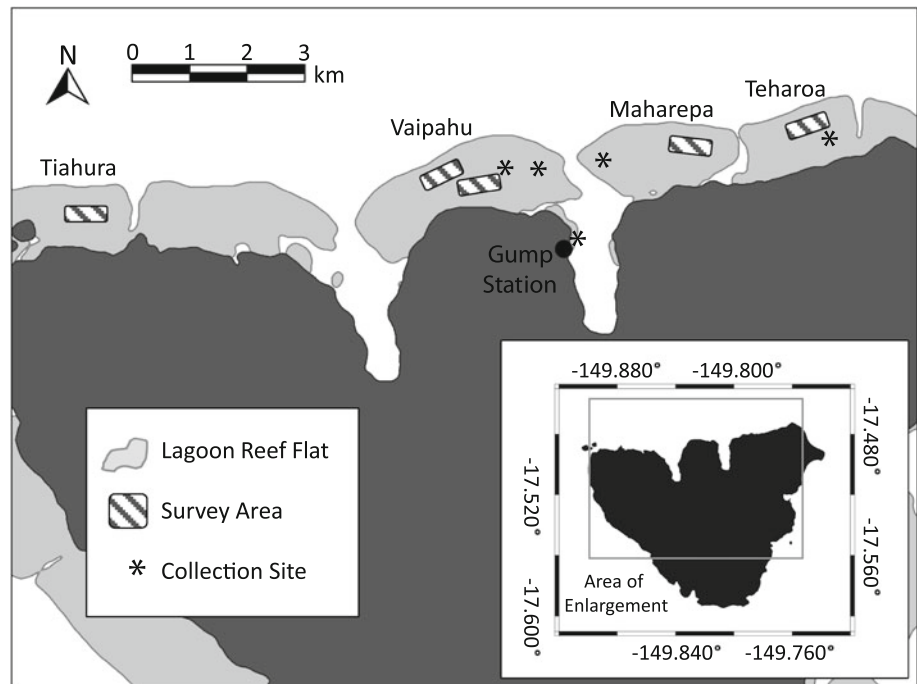 N
0 1 2 3
km
Teharoa
Maharepa
Vaipahu
Tiahura
Gump
Station
Lagoon Reef Flat
Survey Area
* Collection Site
-149.880° -149.800°
-17.480°
-17.520°
-17.560°
-17.600°
Area of
Enlargement
-149.840° -149.760°